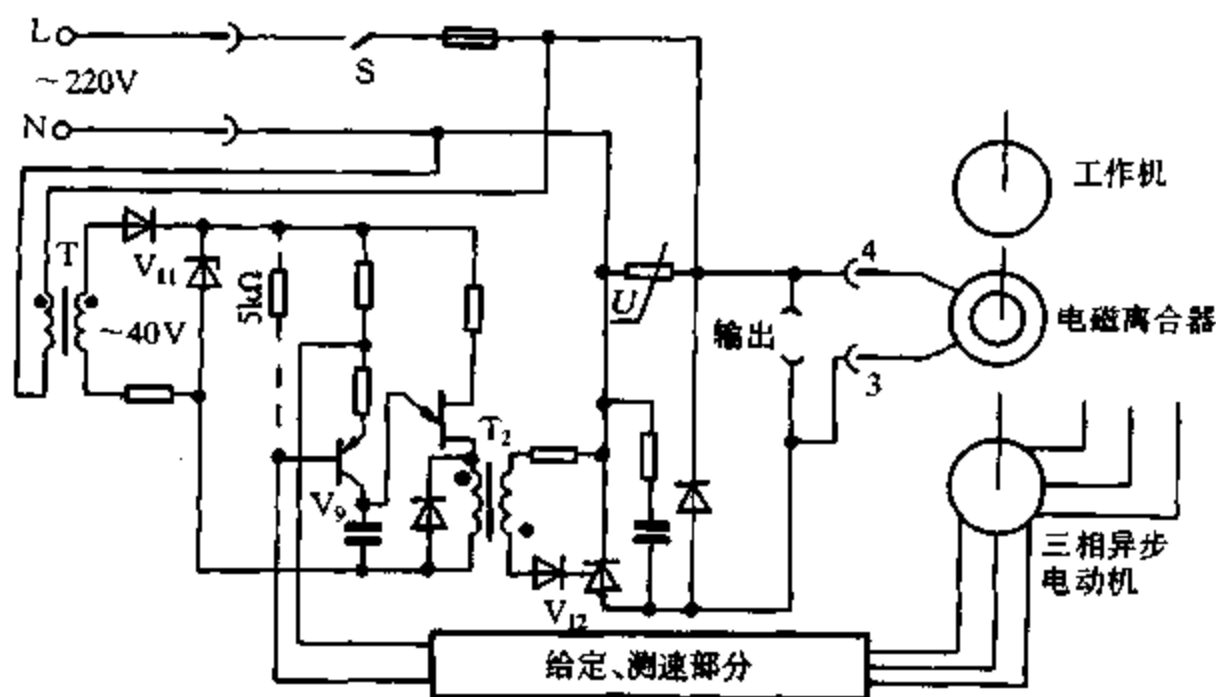 L
S
~220V
N
工作机
T
V₁₁
5kΩ
~40V
U
4
输出
电磁离合器
3
T₂
V₉
三相异步
电动机
V₁₂
给定、测速部分